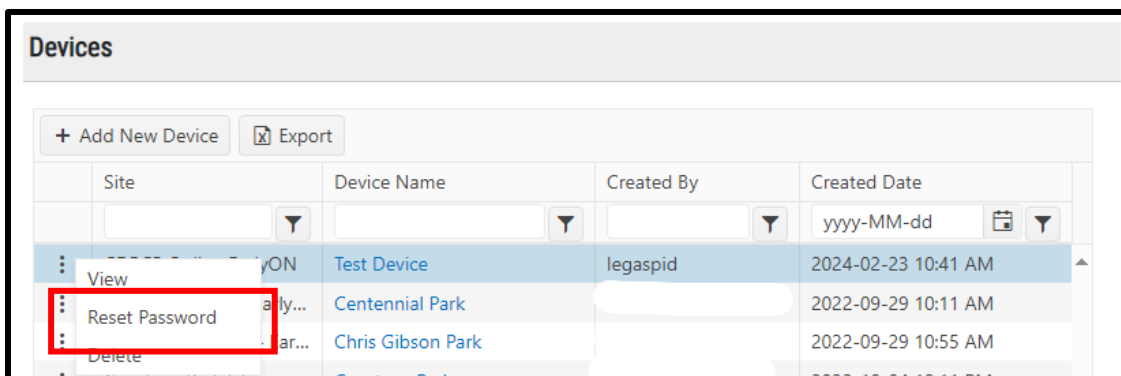 Devices
+ Add New Device Export
Site Device Name Created By Created Date
yyyy-MM-dd
Test Device legaspid 2024-02-23 10:41 AM
View
Centennial Park 2022-09-29 10:11 AM
Reset Password
Chris Gibson Park 2022-09-29 10:55 AM
Delete